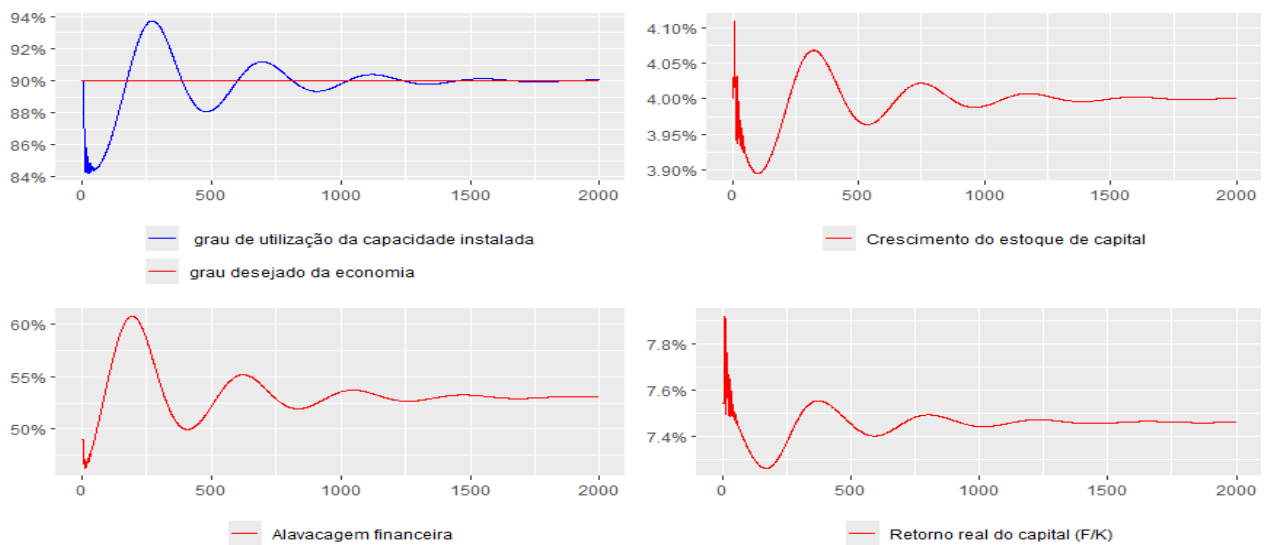 94%
92%
90%
88%
86%
84%
0 500 1000 1500 2000
grau de utilização da capacidade instalada
grau desejado da economia
4.10%
4.05%
4.00%
3.95%
3.90%
0 500 1000 1500 2000
Crescimento do estoque de capital
60%
55%
50%
0 500 1000 1500 2000
Alavacagem financeira
7.8%
7.6%
7.4%
0 500 1000 1500 2000
Retorno real do capital (F/K)